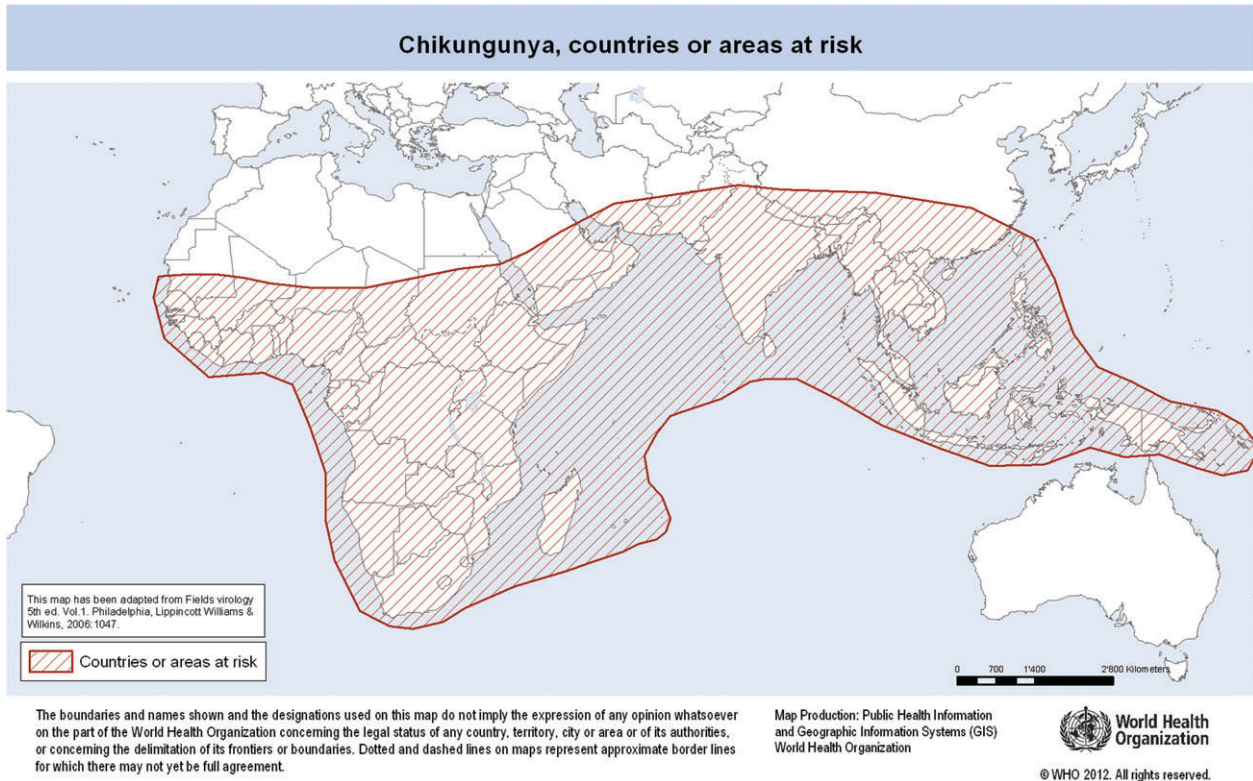 Chikungunya, countries or areas at risk
This map has been adapted from Fields virology
5th ed. Vol.1. Philadelphia, Lippincott Williams &
Wilkins, 2006:1047.
Countries or areas at risk
0 700 1'400 2'800 Kilometers
The boundaries and names shown and the designations used on this map do not imply the expression of any opinion whatsoever
on the part of the World Health Organization concerning the legal status of any country, territory, city or area or of its authorities,
or concerning the delimitation of its frontiers or boundaries. Dotted and dashed lines on maps represent approximate border lines
for which there may not yet be full agreement.
Map Production: Public Health Information
and Geographic Information Systems (GIS)
World Health Organization
World Health
Organization
© WHO 2012. All rights reserved.